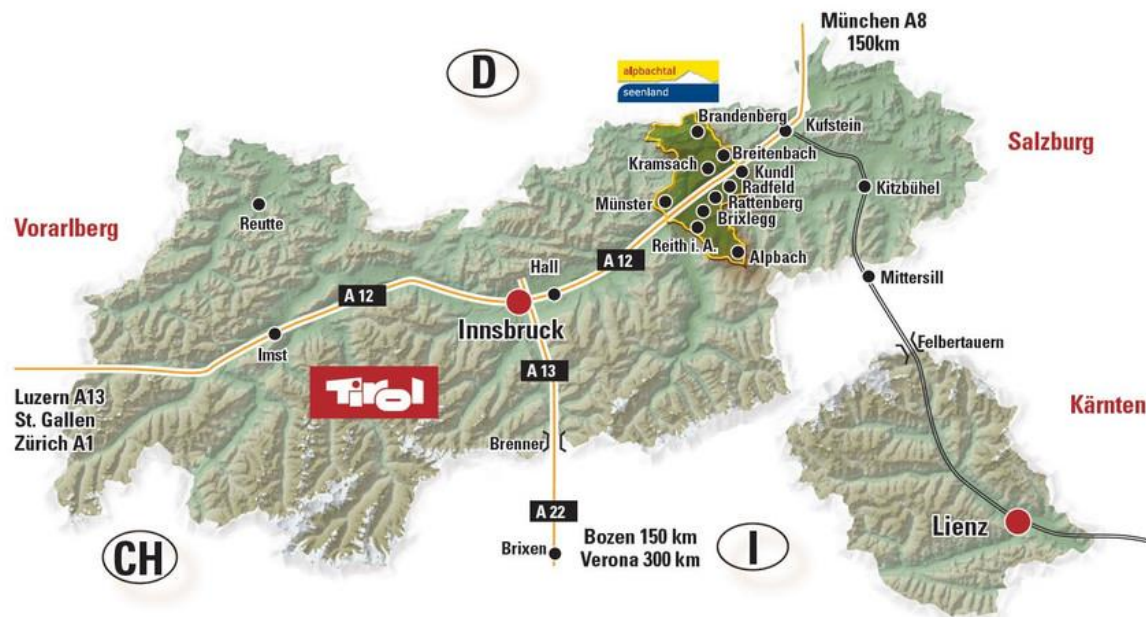 München A8
150km
D
alpbachtal
seenland
Brandenberg
Kufstein
Salzburg
Breitenbach
Kramsach
Kundl
Radfeld
Kitzbühel
Rattenberg
Münster
Brixlegg
Reutte
Vorarlberg
Reith i. A.
Alpbach
A 12
Hall
Mittersill
A 12
Innsbruck
Imst
Felbertauern
A 13
Tirol
Luzern A13
St. Gallen
Zürich A1
Kärnten
Brenner
A 22
Lienz
Bozen 150 km
Verona 300 km
I
Brixen
CH